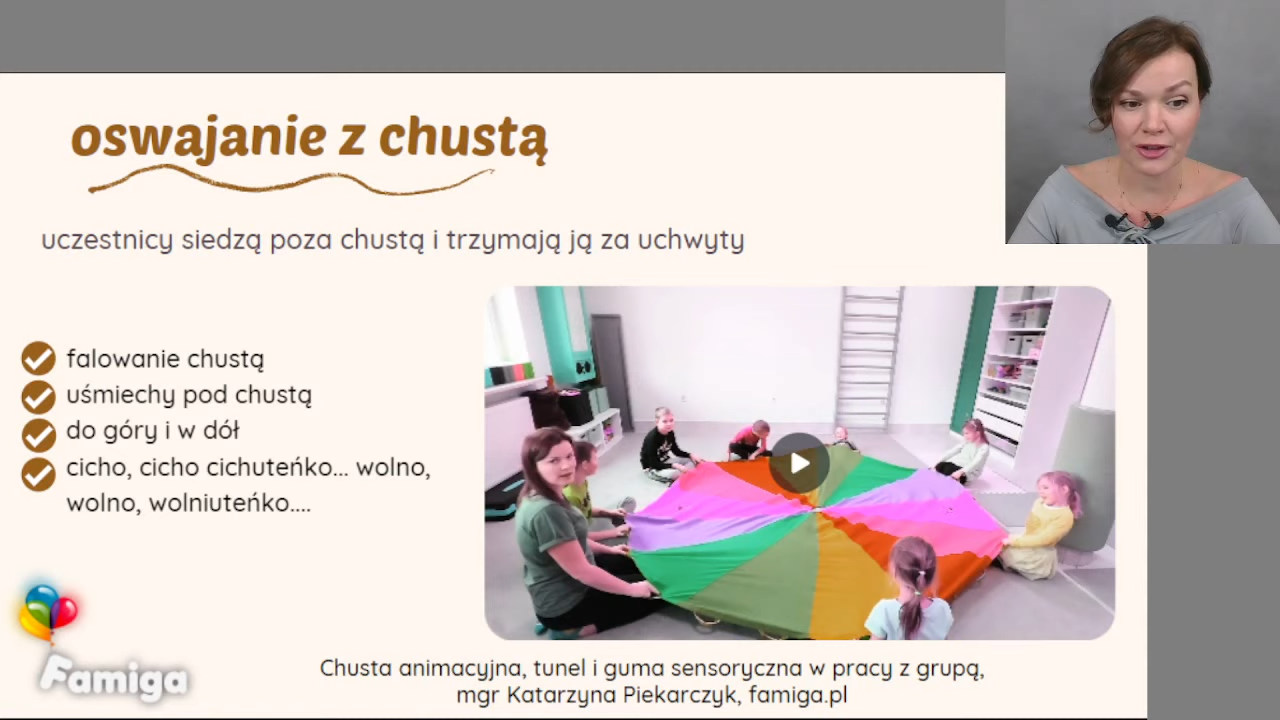 oswajanie z chustą
uczestnicy siedzą poza chustą i trzymają ją za uchwyty
falowanie chustą
uśmiechy pod chustą
do góry i w dół
cicho, cicho cichuteńko... wolno,
wolno, wolniuteńko....
Famiga
Chusta animacyjna, tunel i guma sensoryczna w pracy z grupą,
mgr Katarzyna Piekarczyk, famiga.pl